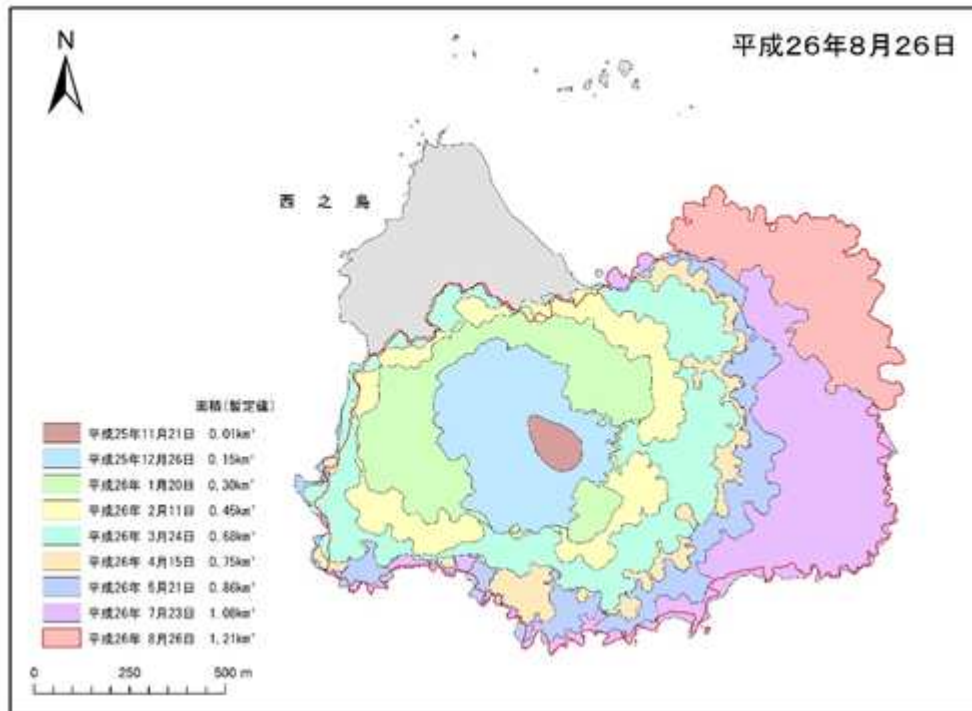 N
平成26年8月26日
西之島
面積(暫定値)
平成25年11月21日 0.01k㎡
平成25年12月26日 0.15k㎡
平成26年 1月20日 0.30k㎡
平成26年 2月11日 0.45k㎡
平成26年 3月24日 0.68k㎡
平成26年 4月15日 0.75k㎡
平成26年 5月21日 0.86k㎡
平成26年 7月23日 1.08k㎡
平成26年 8月26日 1.21k㎡
0 250 500 m